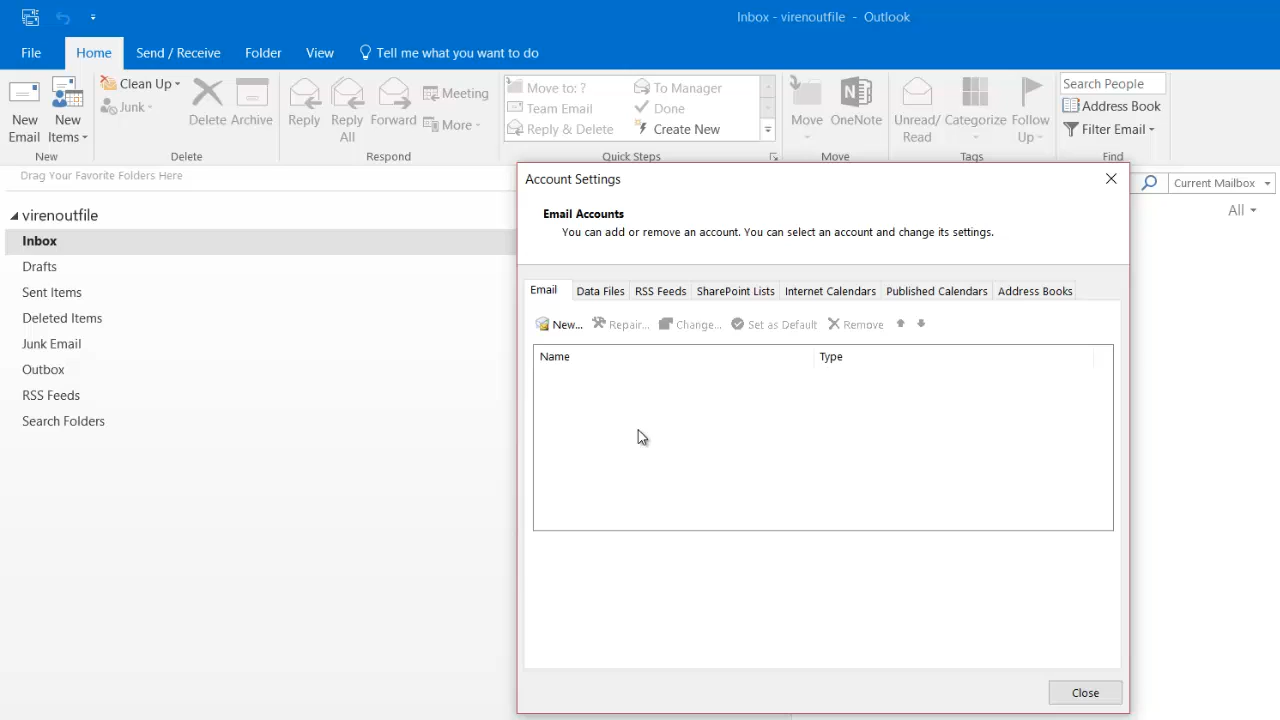 Inbox - virenoutfile - Outlook
File Home Send / Receive Folder View Tell me what you want to do
New Email
New Items
Clean Up
Junk
Delete
Archive
Reply
Reply All
Forward
Meeting
More
Move to: ?
Team Email
Reply & Delete
To Manager
Done
Create New
Move
OneNote
Unread/ Read
Categorize
Follow Up
Search People
Address Book
Filter Email
New Delete Respond Quick Steps Move Tags Find
Drag Your Favorite Folders Here
virenoutfile
Inbox
Drafts
Sent Items
Deleted Items
Junk Email
Outbox
RSS Feeds
Search Folders
Current Mailbox
All
Account Settings
Email Accounts
You can add or remove an account. You can select an account and change its settings.
Email Data Files RSS Feeds SharePoint Lists Internet Calendars Published Calendars Address Books
New... Repair... Change... Set as Default Remove
Name Type
Close